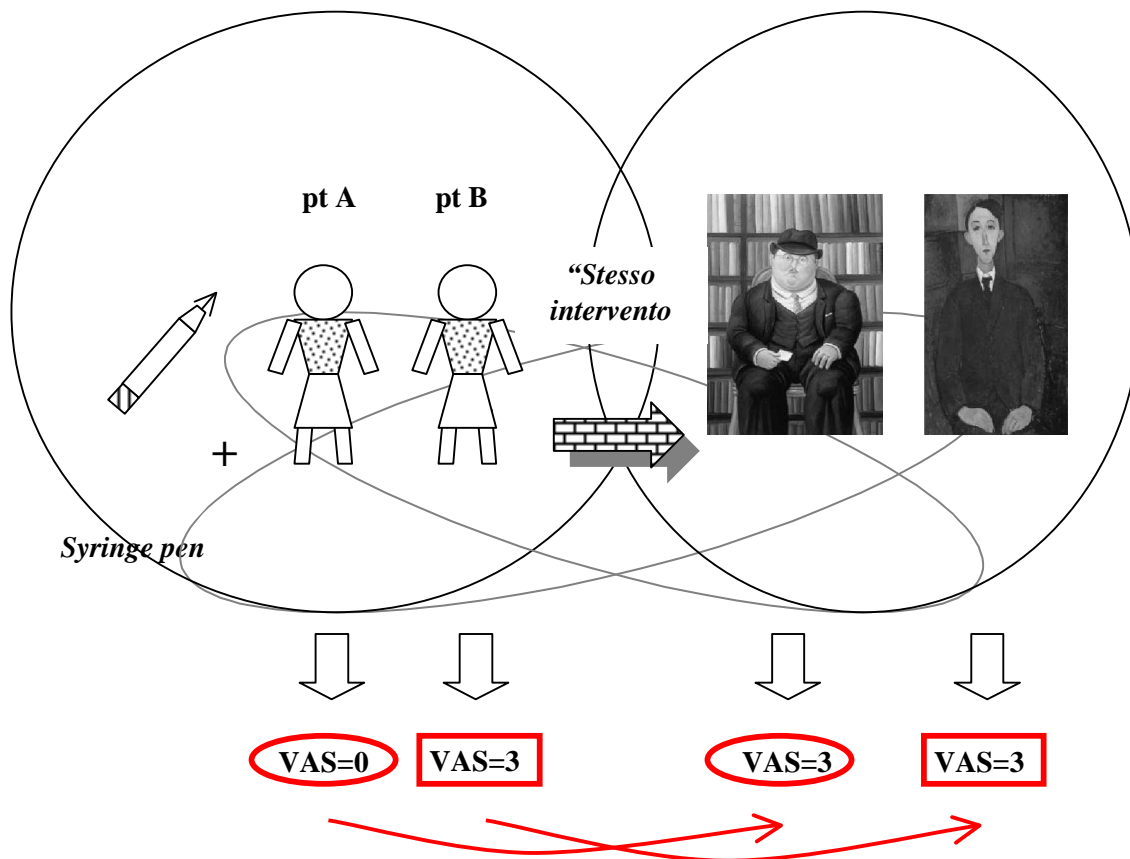 pt A
pt B
“Stesso
intervento
+
Syringe pen
VAS=0
VAS=3
VAS=3
VAS=3